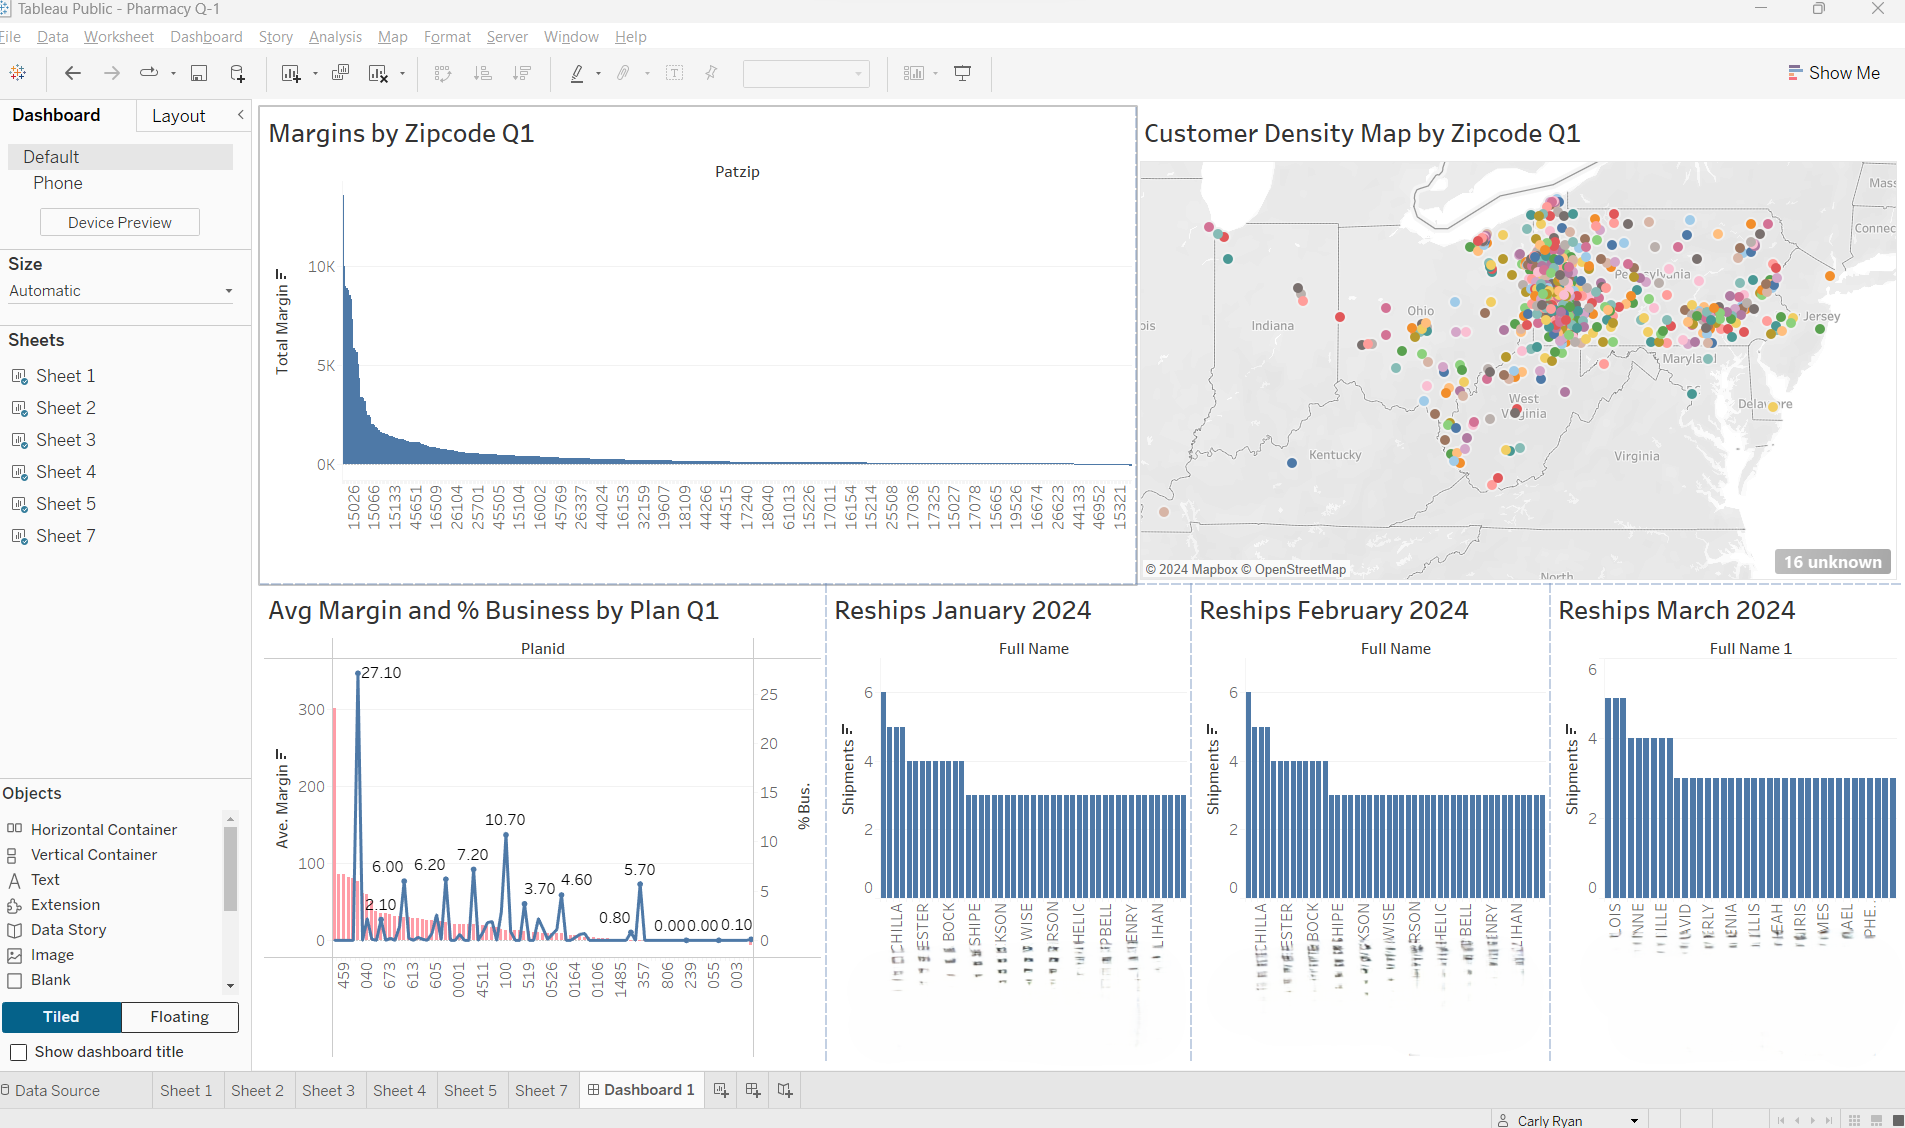 Tableau Public - Pharmacy Q-1
File Data Worksheet Dashboard Story Analysis Map Format Server Window Help
Show Me
Dashboard
Layout
Default
Phone
Device Preview
Size
Automatic
Sheets
Sheet 1
Sheet 2
Sheet 3
Sheet 4
Sheet 5
Sheet 7
Objects
Horizontal Container
Vertical Container
Text
Extension
Data Story
Image
Blank
Tiled
Floating
Show dashboard title
Margins by Zipcode Q1
Patzip
Total Margin
10K
5K
0K
15026 15066 15133 45651 16509 26104 25701 45505 15104 16002 45769 26337 44024 16153 32159 19607 18109 44266 44515 17240 18040 61013 15226 17011 16154 15214 25508 17036 17325 15027 17078 15665 19526 16674 26623 44133 46952 15321
Customer Density Map by Zipcode Q1
Mass
Connec
Pennsylvania
Jersey
Ohio
Indiana
ois
Maryland
DC
Delaware
West
Virginia
Kentucky
Virginia
North
© 2024 Mapbox © OpenStreetMap
16 unknown
Avg Margin and % Business by Plan Q1
Planid
Ave. Margin
300
200
100
0
27.10
2.10
6.00
6.20
7.20
10.70
3.70
4.60
0.80
5.70
0.00
0.00
0.10
25
20
15
10
5
0
% Bus.
459 040 673 613 605 0001 4511 100 519 0526 0164 0106 1485 357 806 239 055 003
Reships January 2024
Full Name
Shipments
6
4
2
0
CHILLA ESTER BOCK SHIPE KSON WISE RSON HELIC PBELL ENRY LIHAN
Reships February 2024
Full Name
Shipments
6
4
2
0
CHILLA ESTER BOCK SHIPE KSON WISE RSON HELIC BELL ENRY LIHAN
Reships March 2024
Full Name 1
Shipments
6
4
2
0
LOIS NNE ILLE VID ERLY ENIA LLIS EAH IRIS MES AEL PHE...
Data Source
Sheet 1
Sheet 2
Sheet 3
Sheet 4
Sheet 5
Sheet 7
Dashboard 1
Carly Ryan